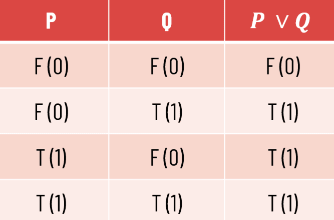 P Q P ∨ Q
F(0) F(0) F(0)
F(0) T(1) T(1)
T(1) F(0) T(1)
T(1) T(1) T(1)